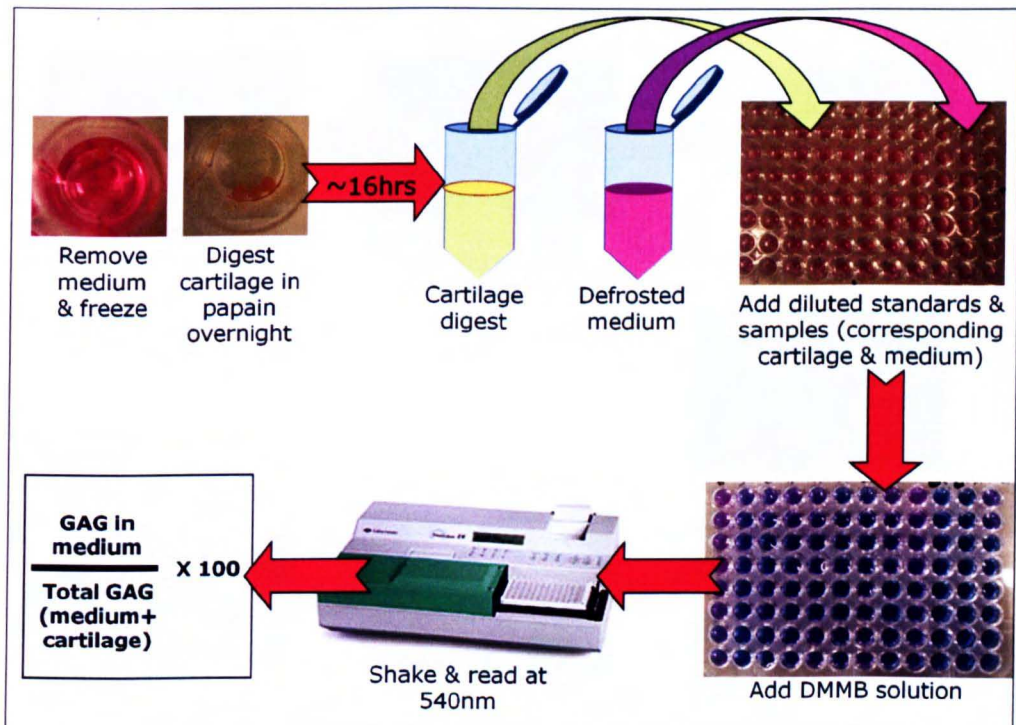 Remove
medium
& freeze
Digest
cartilage in
papain
overnight
~16hrs
Cartilage
digest
Defrosted
medium
Add diluted standards &
samples (corresponding
cartilage & medium)
Add DMMB solution
Shake & read at
540nm
GAG in
medium
Total GAG
(medium+
cartilage)
X 100